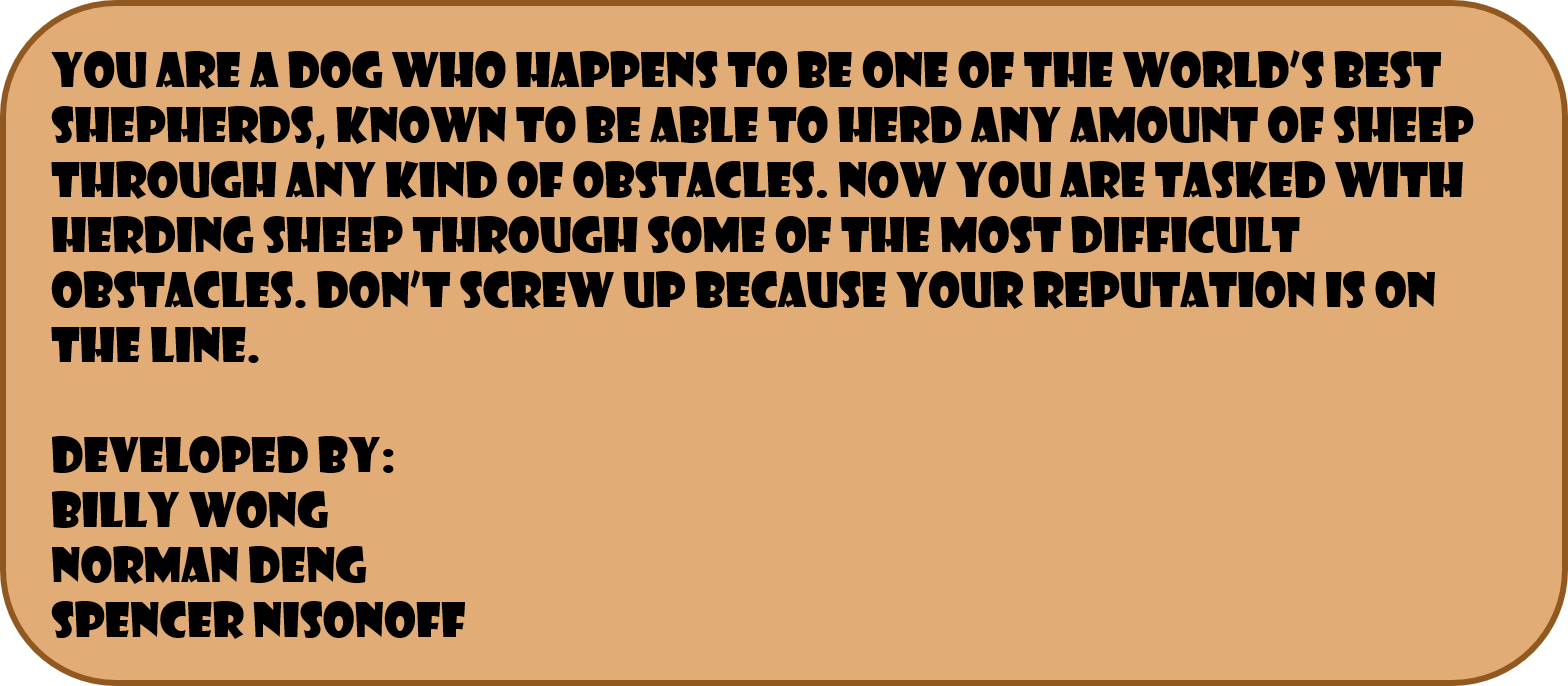 YOU ARE A DOG WHO HAPPENS TO BE ONE OF THE WORLD'S BEST
SHEPHERDS, KNOWN TO BE ABLE TO HERD ANY AMOUNT OF SHEEP
THROUGH ANY KIND OF OBSTACLES. NOW YOU ARE TASKED WITH
HERDING SHEEP THROUGH SOME OF THE MOST DIFFICULT
OBSTACLES. DON'T SCREW UP BECAUSE YOUR REPUTATION IS ON
THE LINE.
DEVELOPED BY:
BILLY WONG
NORMAN DENG
SPENCER NISONOFF